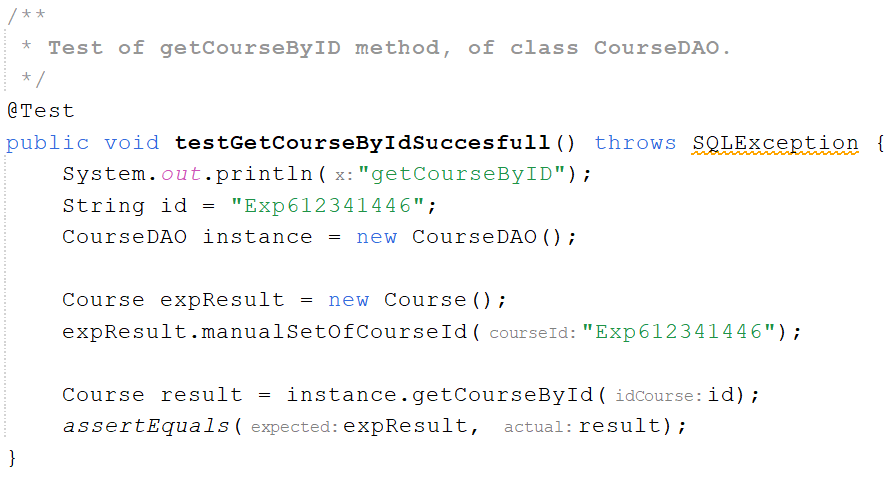 /**
 * Test of getCourseByID method, of class CourseDAO.
 */
@Test
public void testGetCourseByIdSuccesfull() throws SQLException {
    System.out.println( x: "getCourseByID");
    String id = "Exp612341446";
    CourseDAO instance = new CourseDAO();

    Course expResult = new Course();
    expResult.manualSetOfCourseId( courseId: "Exp612341446");

    Course result = instance.getCourseById( idCourse: id);
    assertEquals( expected: expResult,  actual: result);
}